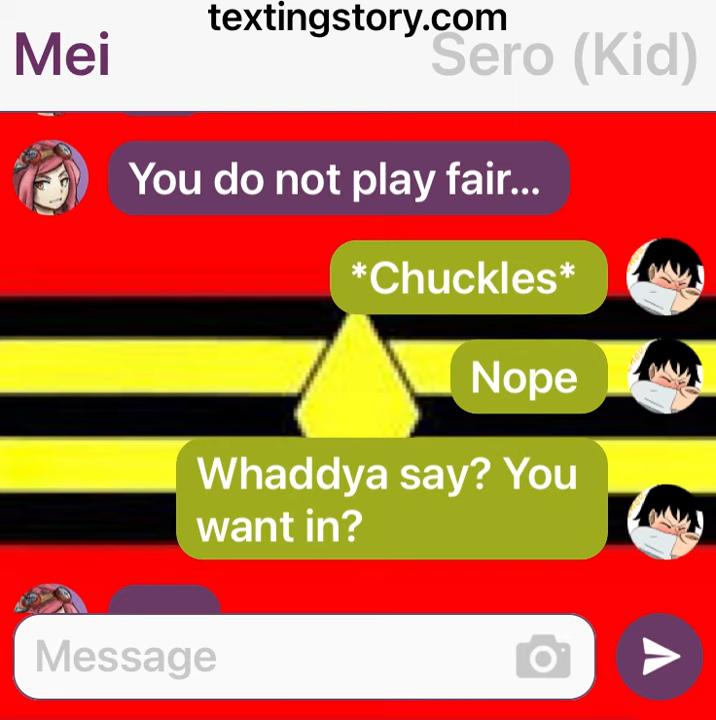 textingstory.com
Mei
Sero (Kid)
You do not play fair...
*Chuckles*
Nope
Whaddya say? You
want in?
Message